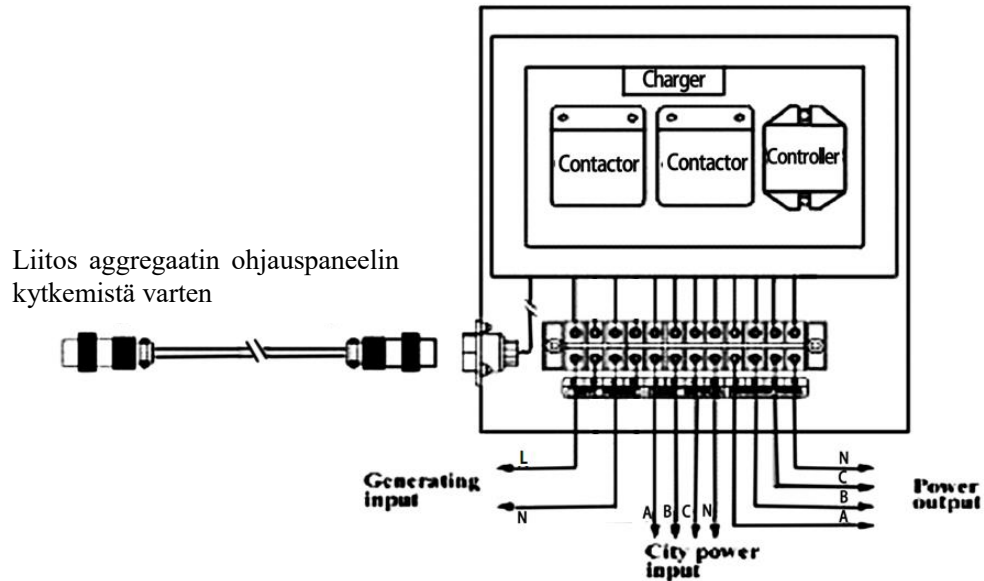 Charger
Contactor
Contactor
Controller
Liitos aggregaatin ohjauspaneelin
kytkemistä varten
L
Generating
input
N
A
B
C
N
City power
input
N
C
B
A
Power
output